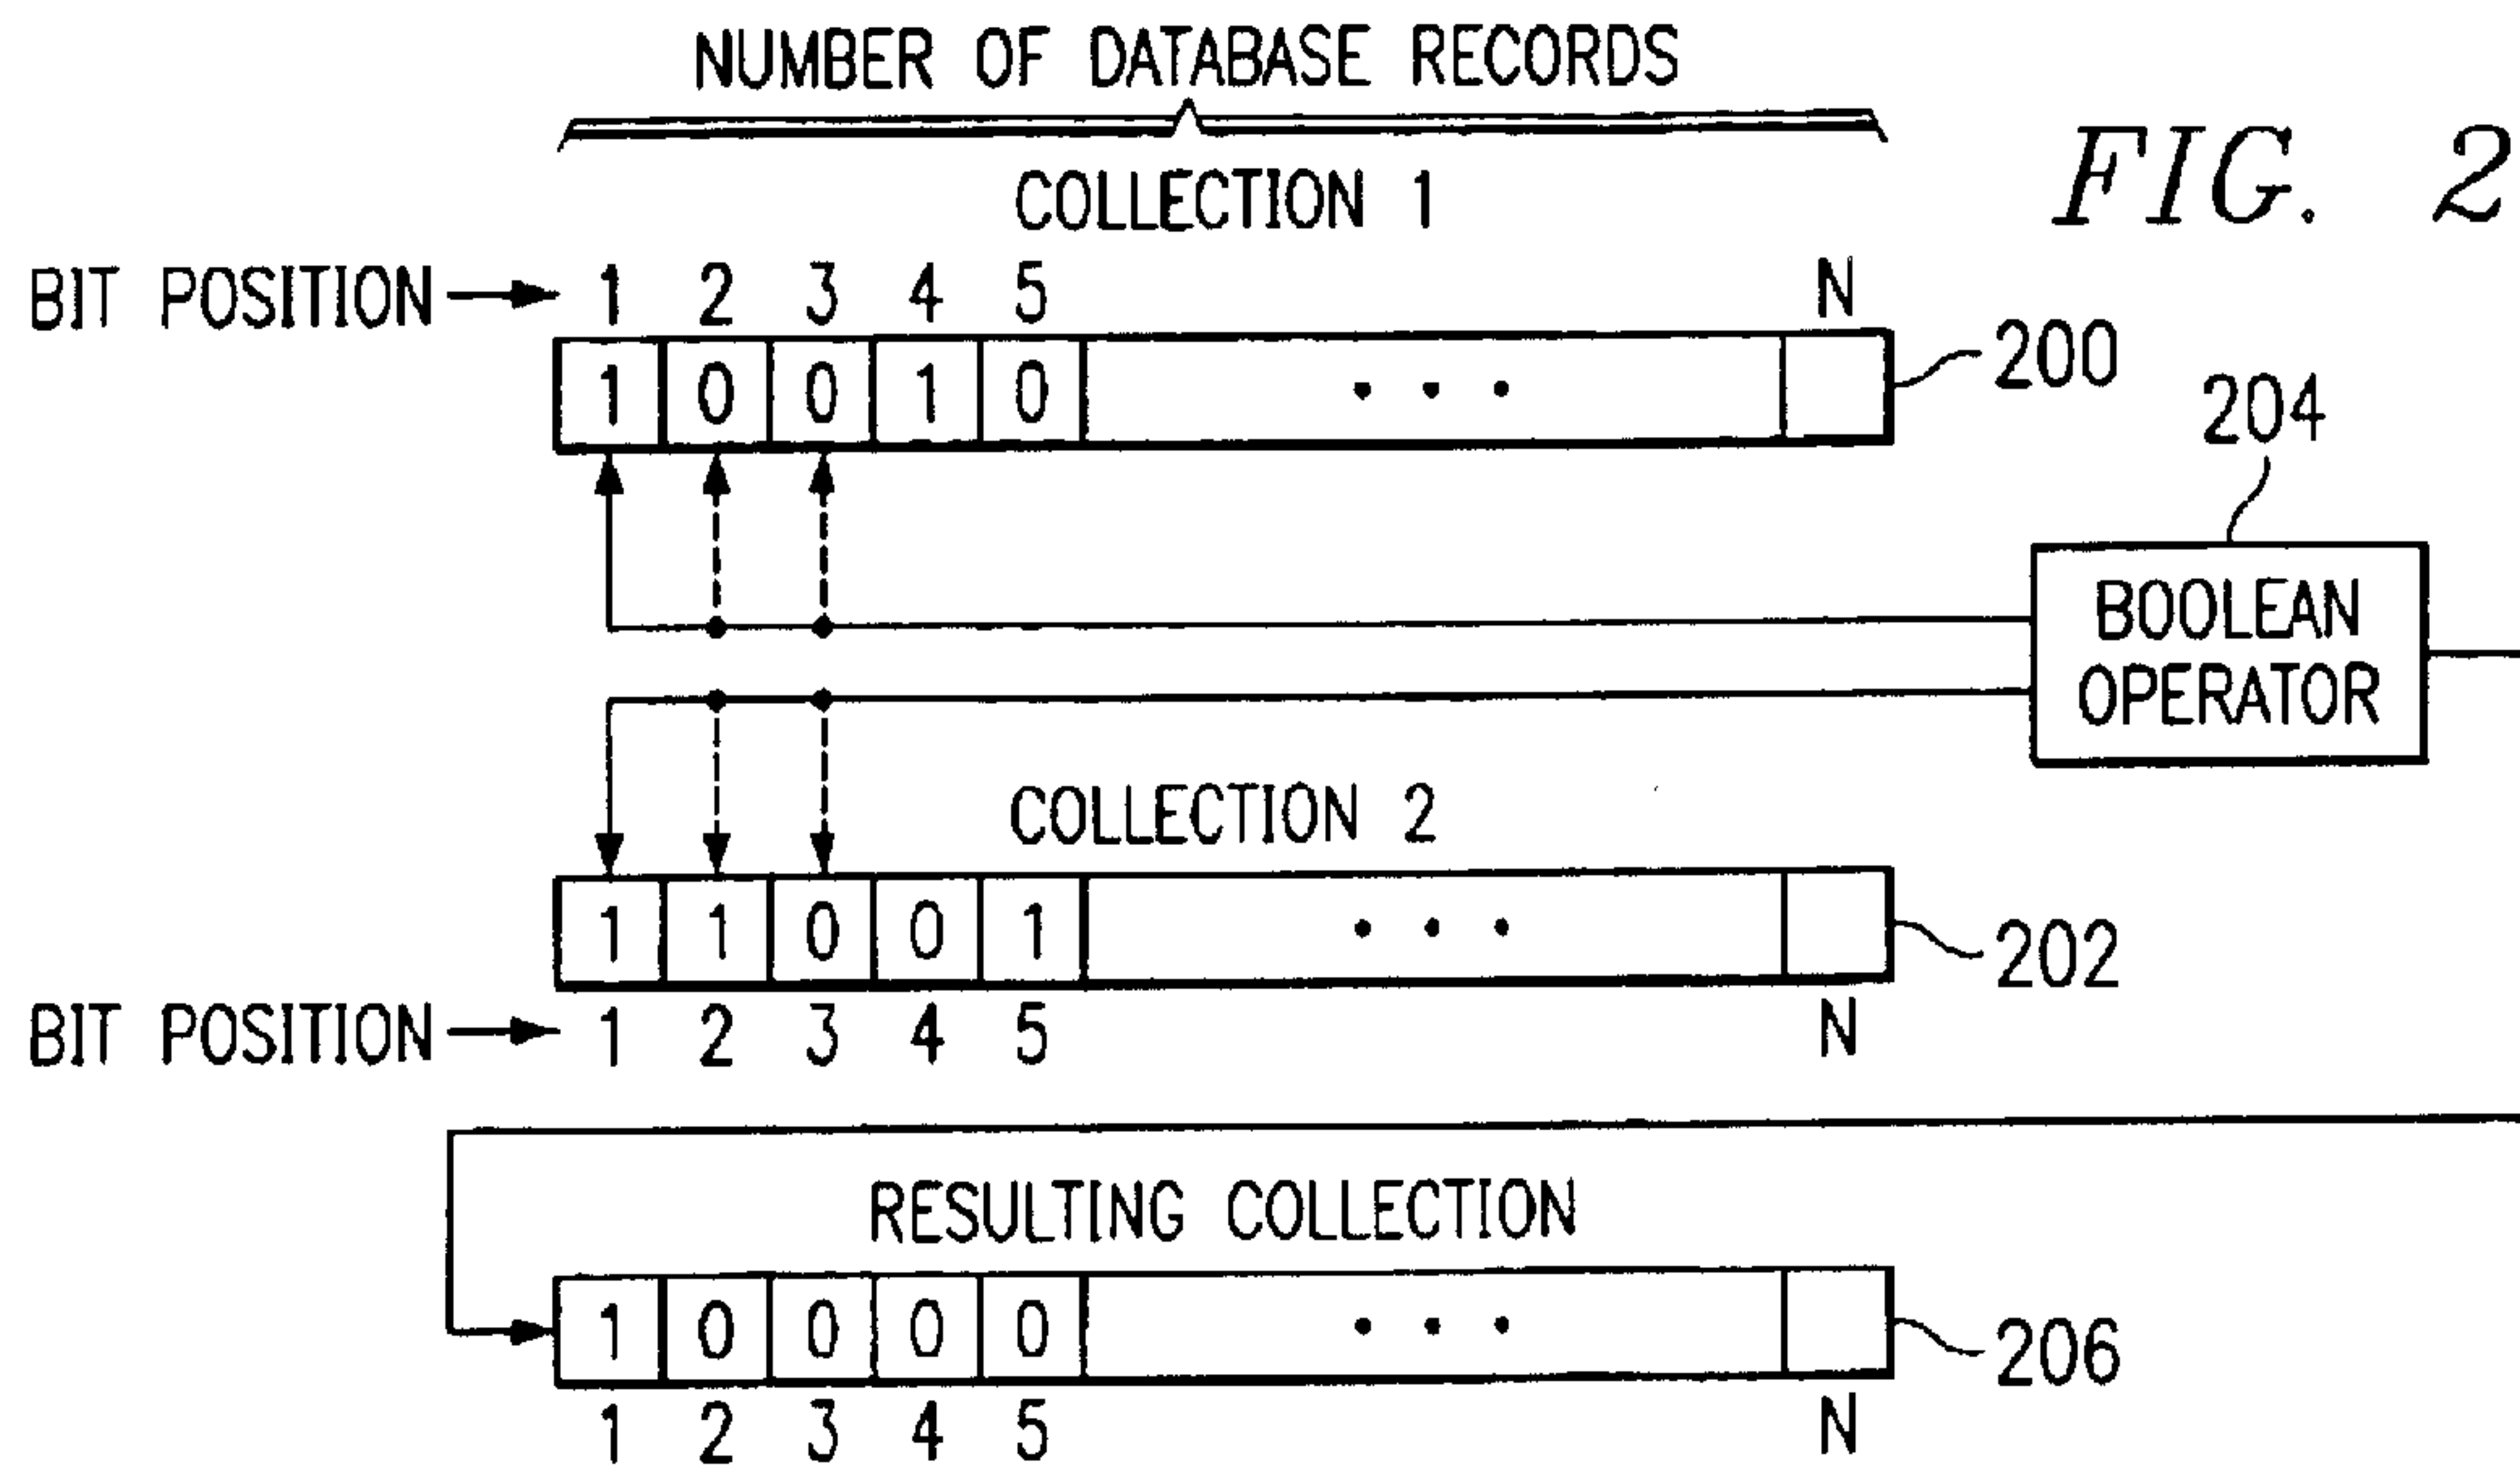 NUMBER OF DATABASE RECORDS
FIG. 2
COLLECTION 1
BIT POSITION 1 2 3 4 5 N
1 0 0 1 0 . . . 200
204
BOOLEAN
OPERATOR
COLLECTION 2
1 1 0 0 1 . . . 202
BIT POSITION 1 2 3 4 5 N
RESULTING COLLECTION
1 0 0 0 0 . . . 206
1 2 3 4 5 N